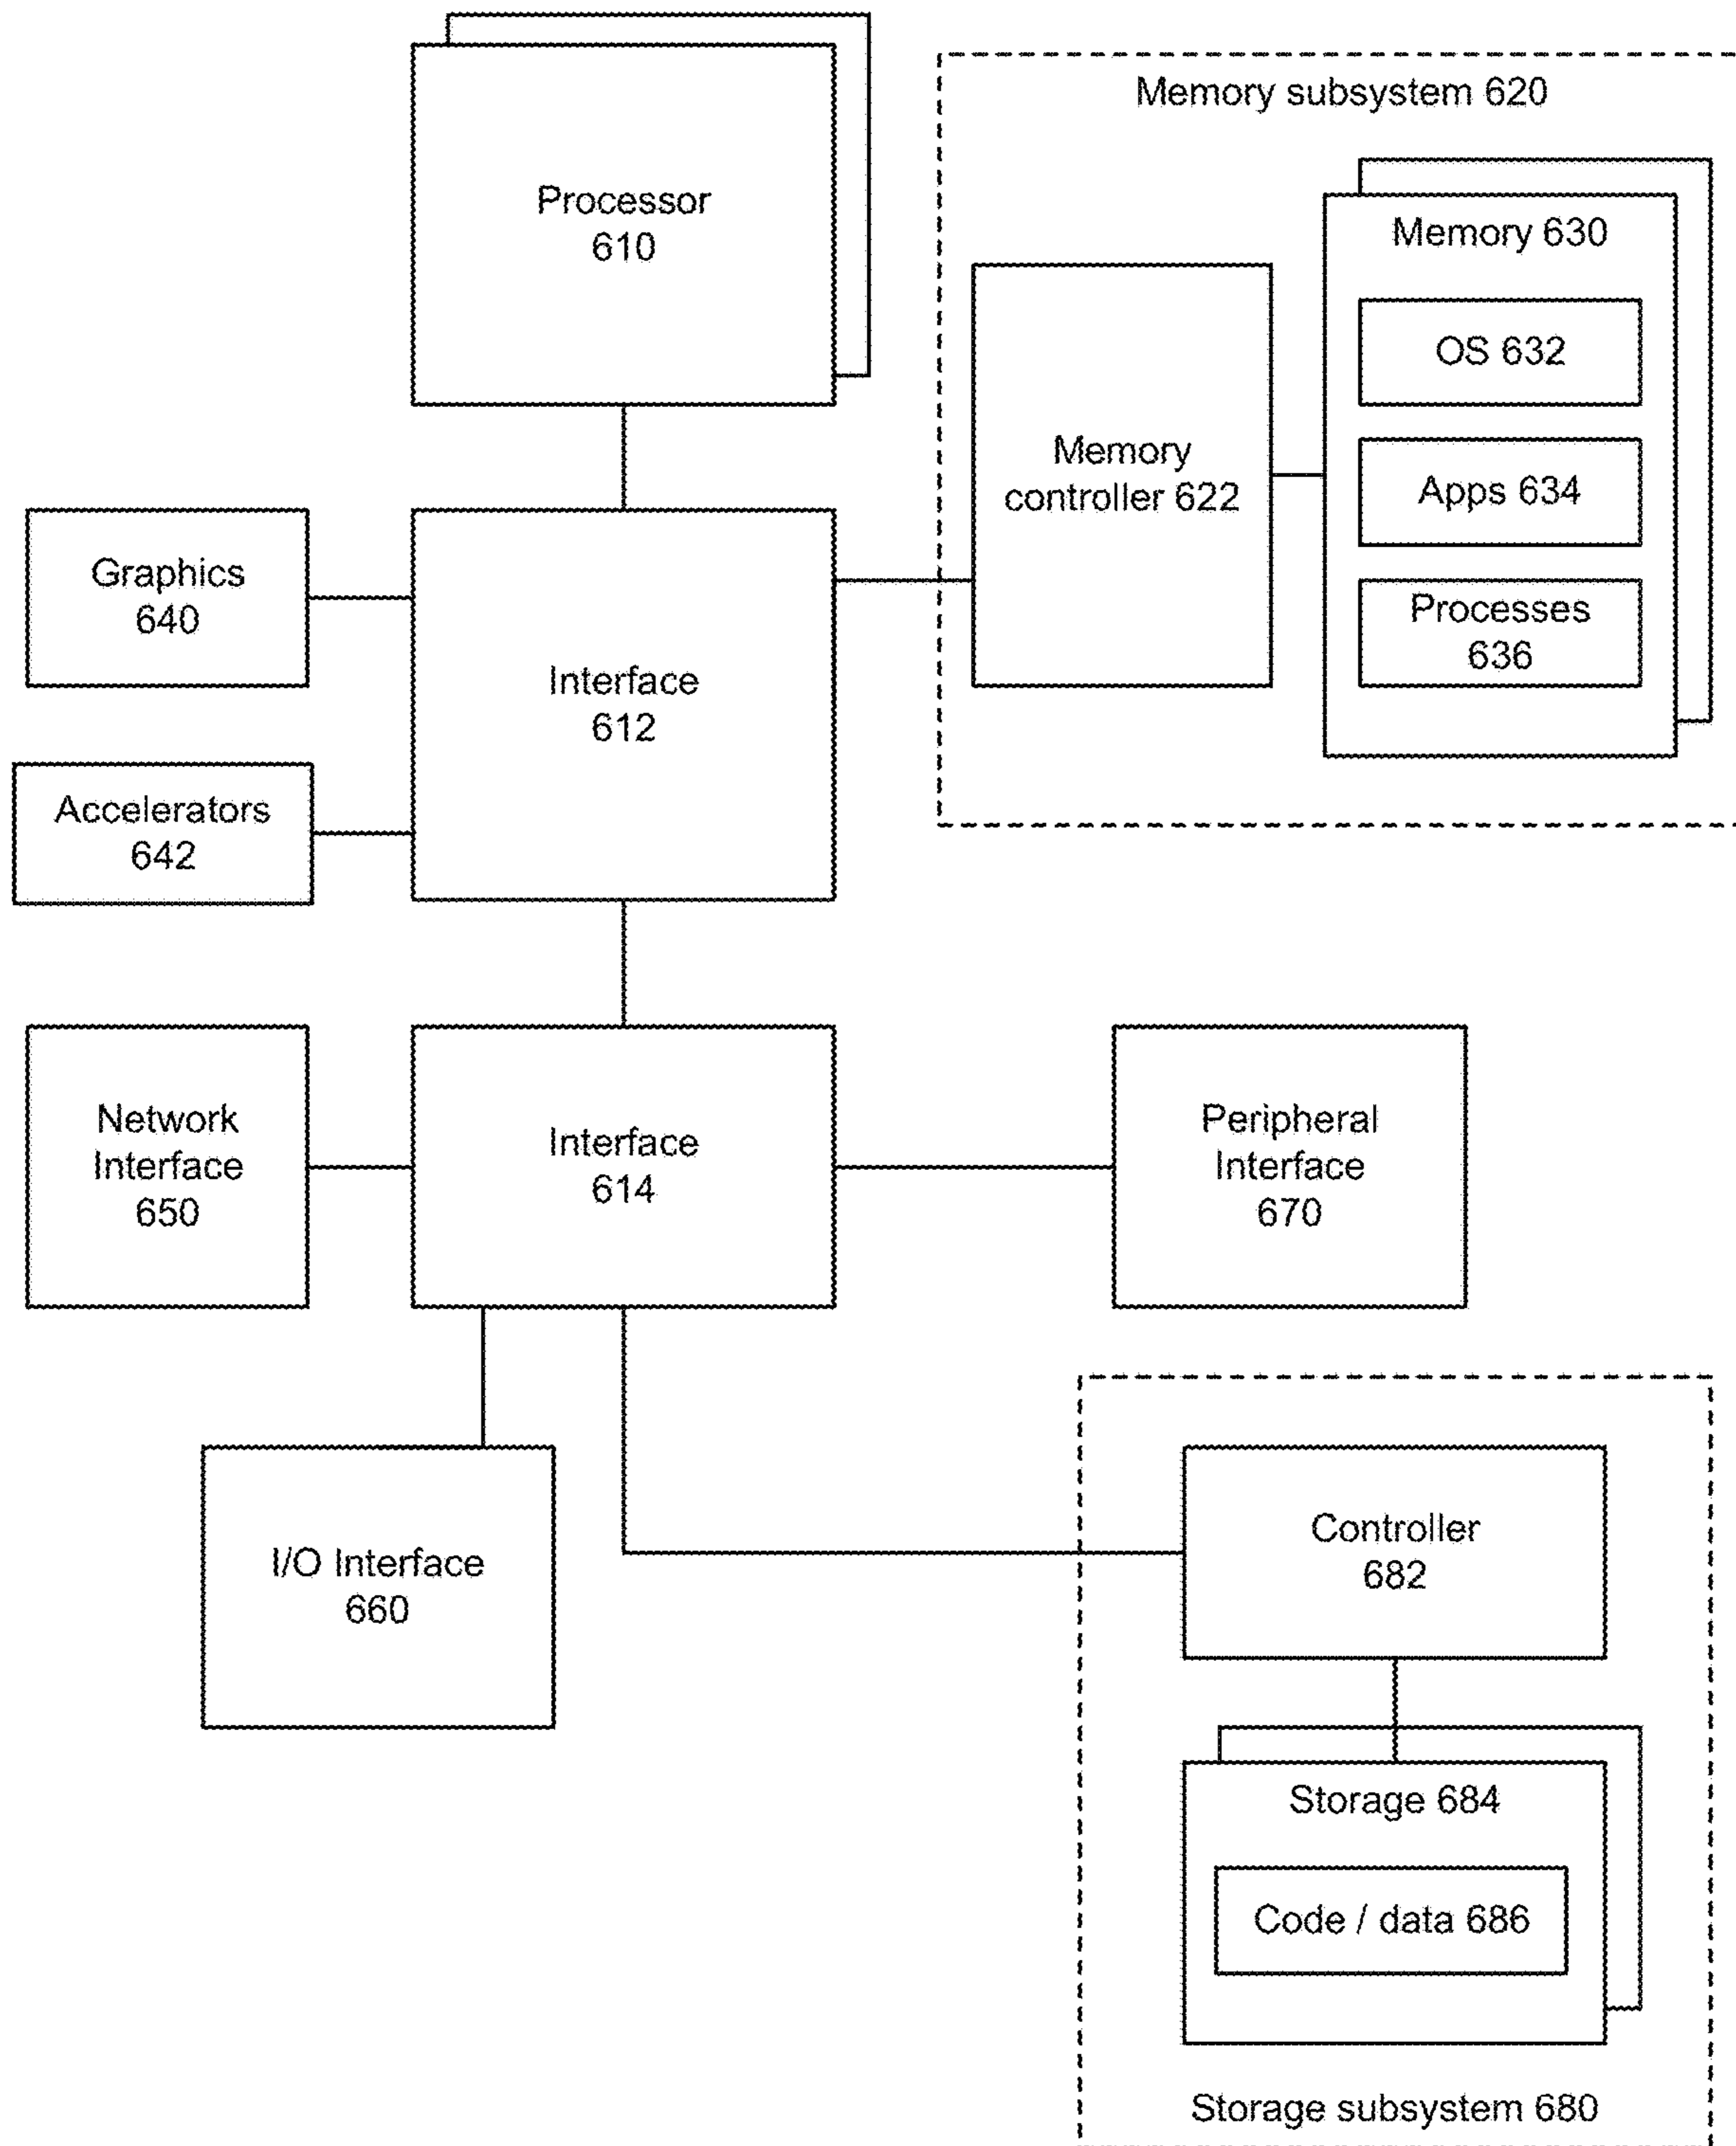 Processor
610
Memory subsystem 620
Memory 630
OS 632
Apps 634
Processes
636
Memory
controller 622
Graphics
640
Interface
612
Accelerators
642
Network
Interface
650
Interface
614
Peripheral
Interface
670
I/O Interface
660
Controller
682
Storage 684
Code / data 686
Storage subsystem 680